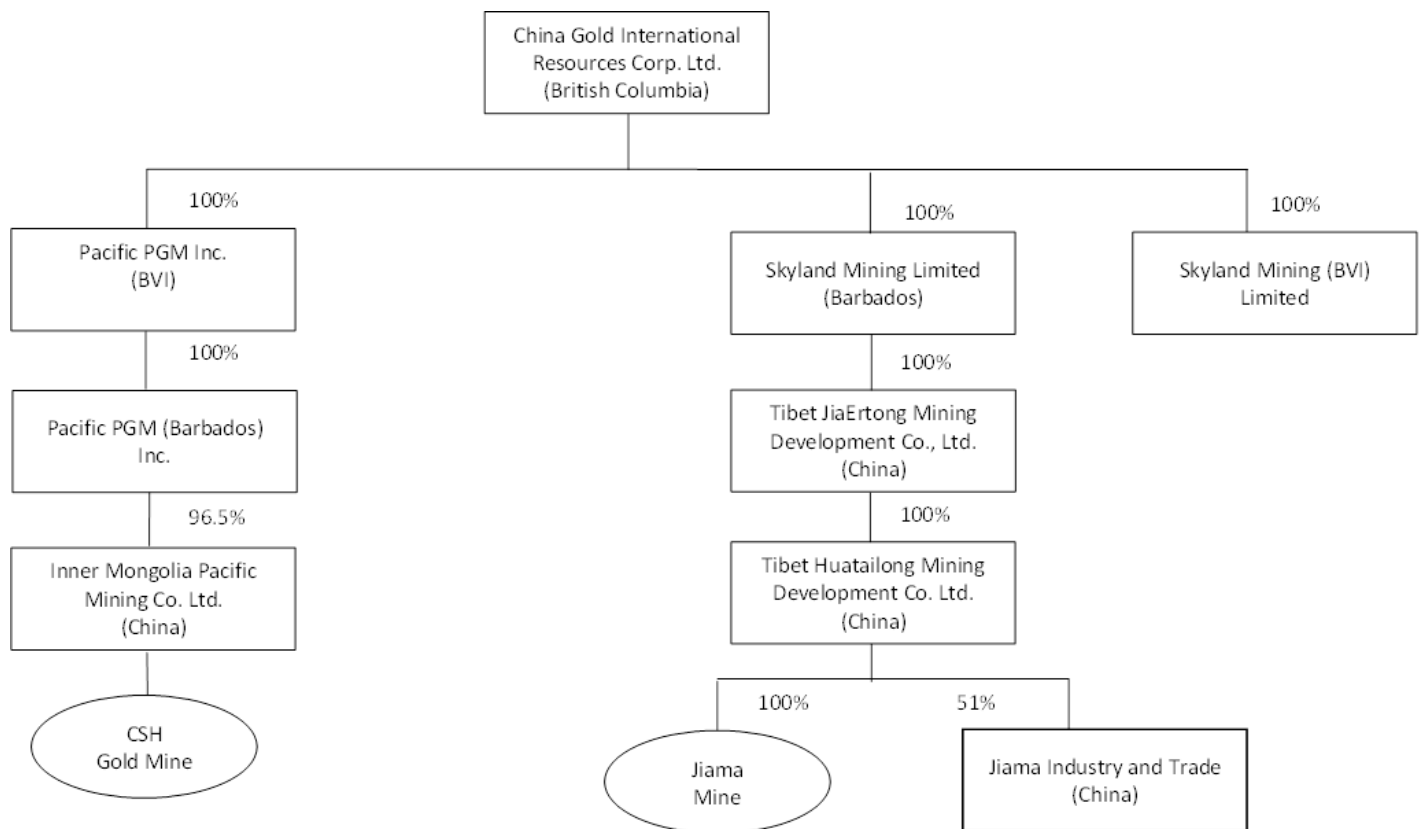 China Gold International
Resources Corp. Ltd.
(British Columbia)
100%
100%
100%
Pacific PGM Inc.
(BVI)
Skyland Mining Limited
(Barbados)
Skyland Mining (BVI)
Limited
100%
100%
Pacific PGM (Barbados)
Inc.
Tibet JiaErtong Mining
Development Co., Ltd.
(China)
96.5%
100%
Inner Mongolia Pacific
Mining Co. Ltd.
(China)
Tibet Huatailong Mining
Development Co. Ltd.
(China)
100%
51%
CSH
Gold Mine
Jiama
Mine
Jiama Industry and Trade
(China)